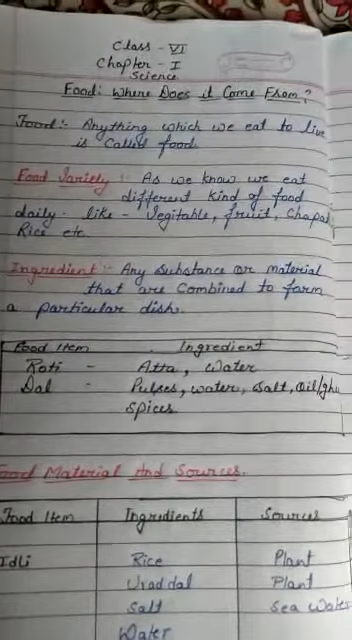 Class - VI
Chapter - I
Science
Food: Where Does it Come From?
Food:- Anything which we eat to live
is Called food.
Food Variety:- As we know we eat
different kind of food
daily - like - Vegitable, fruit, Chapati
Rice etc
Ingredient:- Any substance or material
that are Combined to form
a particular dish.
Food Item Ingredient
Roti - Atta, Water
Dal - Pulses, water, Salt, Oil/ghe
Spices
Food Material And Sources.
Food Item Ingredients Sources
Idli Rice Plant
Urad dal Plant
Salt Sea Water
Water